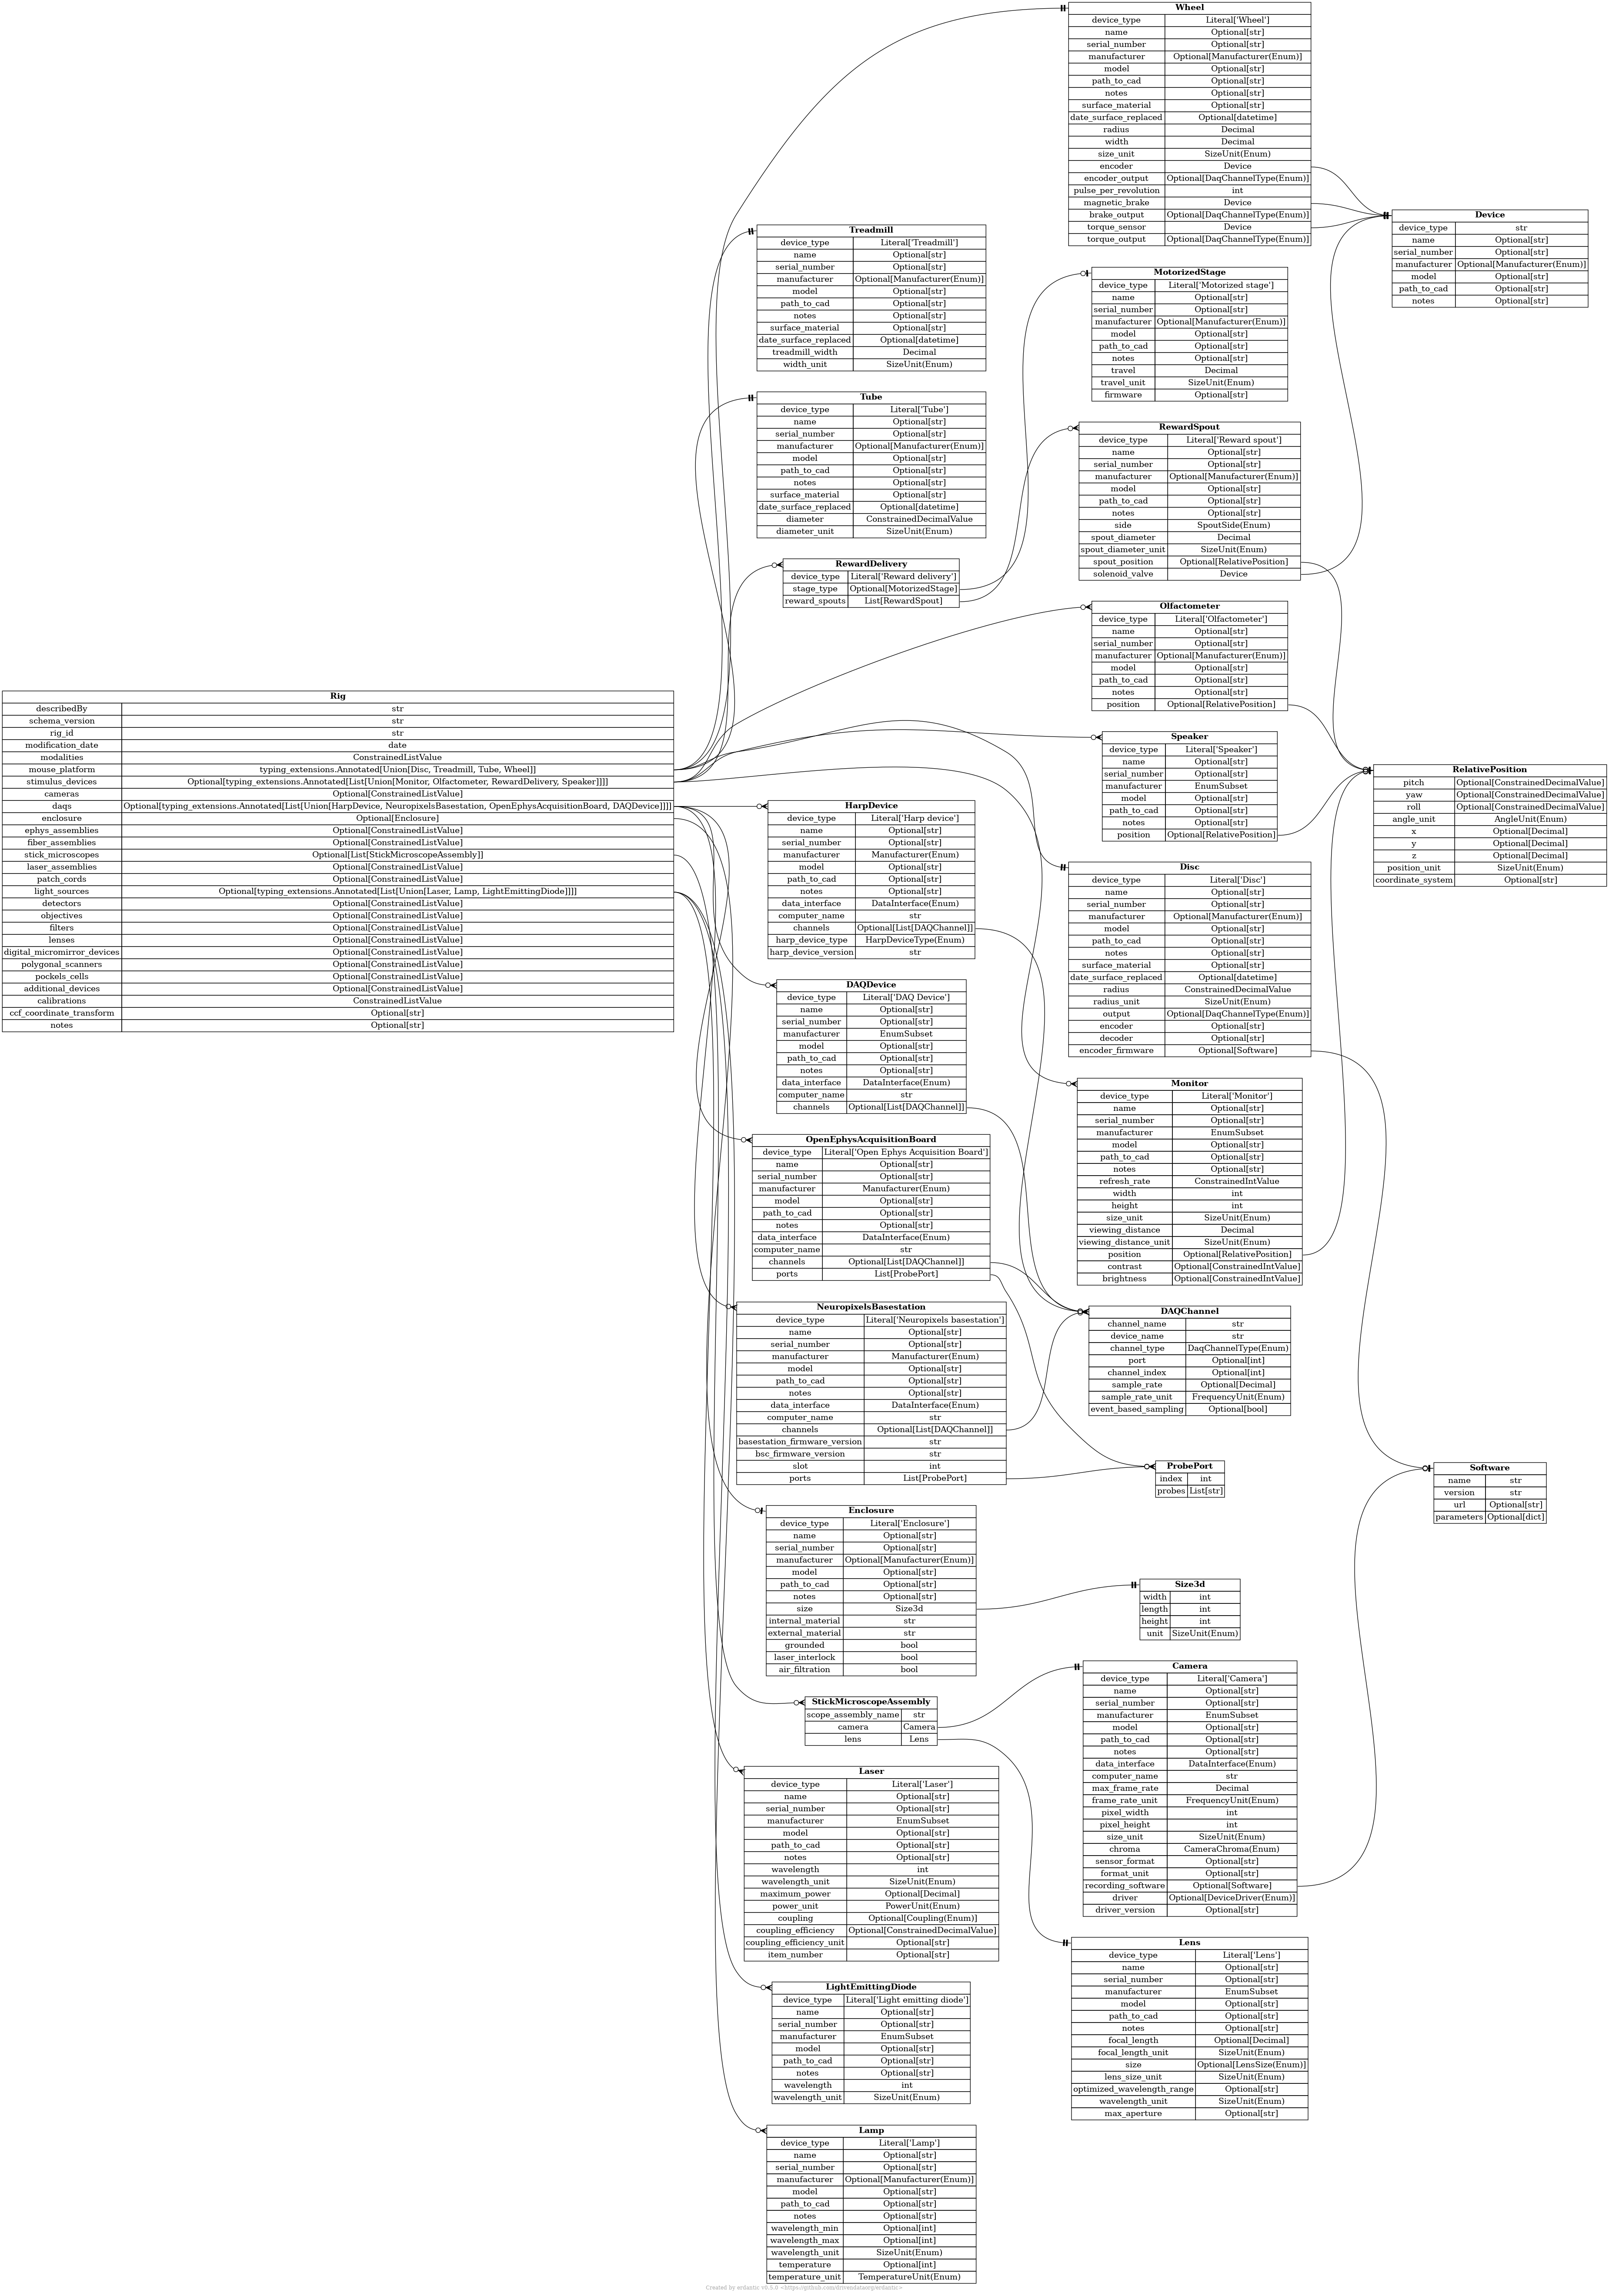 Wheel
device_type Literal['Wheel']
name Optional[str]
serial_number Optional[str]
manufacturer Optional[Manufacturer(Enum)]
model Optional[str]
path_to_cad Optional[str]
notes Optional[str]
surface_material Optional[str]
date_surface_replaced Optional[datetime]
radius Decimal
width Decimal
size_unit SizeUnit(Enum)
encoder Device
encoder_output Optional[DaqChannelType(Enum)]
pulse_per_revolution int
magnetic_brake Device
brake_output Optional[DaqChannelType(Enum)]
torque_sensor Device
torque_output Optional[DaqChannelType(Enum)]
Device
device_type str
name Optional[str]
serial_number Optional[str]
manufacturer Optional[Manufacturer(Enum)]
model Optional[str]
path_to_cad Optional[str]
notes Optional[str]
Treadmill
device_type Literal['Treadmill']
name Optional[str]
serial_number Optional[str]
manufacturer Optional[Manufacturer(Enum)]
model Optional[str]
path_to_cad Optional[str]
notes Optional[str]
surface_material Optional[str]
date_surface_replaced Optional[datetime]
treadmill_width Decimal
width_unit SizeUnit(Enum)
MotorizedStage
device_type Literal['Motorized stage']
name Optional[str]
serial_number Optional[str]
manufacturer Optional[Manufacturer(Enum)]
model Optional[str]
path_to_cad Optional[str]
notes Optional[str]
travel Decimal
travel_unit SizeUnit(Enum)
firmware Optional[str]
Tube
device_type Literal['Tube']
name Optional[str]
serial_number Optional[str]
manufacturer Optional[Manufacturer(Enum)]
model Optional[str]
path_to_cad Optional[str]
notes Optional[str]
surface_material Optional[str]
date_surface_replaced Optional[datetime]
diameter ConstrainedDecimalValue
diameter_unit SizeUnit(Enum)
RewardSpout
device_type Literal['Reward spout']
name Optional[str]
serial_number Optional[str]
manufacturer Optional[Manufacturer(Enum)]
model Optional[str]
path_to_cad Optional[str]
notes Optional[str]
side SpoutSide(Enum)
spout_diameter Decimal
spout_diameter_unit SizeUnit(Enum)
spout_position Optional[RelativePosition]
solenoid_valve Device
RewardDelivery
device_type Literal['Reward delivery']
stage_type Optional[MotorizedStage]
reward_spouts List[RewardSpout]
Olfactometer
device_type Literal['Olfactometer']
name Optional[str]
serial_number Optional[str]
manufacturer Optional[Manufacturer(Enum)]
model Optional[str]
path_to_cad Optional[str]
notes Optional[str]
position Optional[RelativePosition]
Rig
describedBy str
schema_version str
rig_id str
modification_date date
modalities ConstrainedListValue
mouse_platform typing_extensions.Annotated[Union[Disc, Treadmill, Tube, Wheel]]
stimulus_devices Optional[typing_extensions.Annotated[List[Union[Monitor, Olfactometer, RewardDelivery, Speaker]]]]
cameras Optional[ConstrainedListValue]
daqs Optional[typing_extensions.Annotated[List[Union[HarpDevice, NeuropixelsBasestation, OpenEphysAcquisitionBoard, DAQDevice]]]]
enclosure Optional[Enclosure]
ephys_assemblies Optional[ConstrainedListValue]
fiber_assemblies Optional[ConstrainedListValue]
stick_microscopes Optional[List[StickMicroscopeAssembly]]
laser_assemblies Optional[ConstrainedListValue]
patch_cords Optional[ConstrainedListValue]
light_sources Optional[typing_extensions.Annotated[List[Union[Laser, Lamp, LightEmittingDiode]]]]
detectors Optional[ConstrainedListValue]
objectives Optional[ConstrainedListValue]
filters Optional[ConstrainedListValue]
lenses Optional[ConstrainedListValue]
digital_micromirror_devices Optional[ConstrainedListValue]
polygonal_scanners Optional[ConstrainedListValue]
pockels_cells Optional[ConstrainedListValue]
additional_devices Optional[ConstrainedListValue]
calibrations ConstrainedListValue
ccf_coordinate_transform Optional[str]
notes Optional[str]
Speaker
device_type Literal['Speaker']
name Optional[str]
serial_number Optional[str]
manufacturer EnumSubset
model Optional[str]
path_to_cad Optional[str]
notes Optional[str]
position Optional[RelativePosition]
RelativePosition
pitch Optional[ConstrainedDecimalValue]
yaw Optional[ConstrainedDecimalValue]
roll Optional[ConstrainedDecimalValue]
angle_unit AngleUnit(Enum)
x Optional[Decimal]
y Optional[Decimal]
z Optional[Decimal]
position_unit SizeUnit(Enum)
coordinate_system Optional[str]
HarpDevice
device_type Literal['Harp device']
name Optional[str]
serial_number Optional[str]
manufacturer Manufacturer(Enum)
model Optional[str]
path_to_cad Optional[str]
notes Optional[str]
data_interface DataInterface(Enum)
computer_name str
channels Optional[List[DAQChannel]]
harp_device_type HarpDeviceType(Enum)
harp_device_version str
Disc
device_type Literal['Disc']
name Optional[str]
serial_number Optional[str]
manufacturer Optional[Manufacturer(Enum)]
model Optional[str]
path_to_cad Optional[str]
notes Optional[str]
surface_material Optional[str]
date_surface_replaced Optional[datetime]
radius ConstrainedDecimalValue
radius_unit SizeUnit(Enum)
output Optional[DaqChannelType(Enum)]
encoder Optional[str]
decoder Optional[str]
encoder_firmware Optional[Software]
DAQDevice
device_type Literal['DAQ Device']
name Optional[str]
serial_number Optional[str]
manufacturer EnumSubset
model Optional[str]
path_to_cad Optional[str]
notes Optional[str]
data_interface DataInterface(Enum)
computer_name str
channels Optional[List[DAQChannel]]
Monitor
device_type Literal['Monitor']
name Optional[str]
serial_number Optional[str]
manufacturer EnumSubset
model Optional[str]
path_to_cad Optional[str]
notes Optional[str]
refresh_rate ConstrainedIntValue
width int
height int
size_unit SizeUnit(Enum)
viewing_distance Decimal
viewing_distance_unit SizeUnit(Enum)
position Optional[RelativePosition]
contrast Optional[ConstrainedIntValue]
brightness Optional[ConstrainedIntValue]
OpenEphysAcquisitionBoard
device_type Literal['Open Ephys Acquisition Board']
name Optional[str]
serial_number Optional[str]
manufacturer Manufacturer(Enum)
model Optional[str]
path_to_cad Optional[str]
notes Optional[str]
data_interface DataInterface(Enum)
computer_name str
channels Optional[List[DAQChannel]]
ports List[ProbePort]
NeuropixelsBasestation
device_type Literal['Neuropixels basestation']
name Optional[str]
serial_number Optional[str]
manufacturer Manufacturer(Enum)
model Optional[str]
path_to_cad Optional[str]
notes Optional[str]
data_interface DataInterface(Enum)
computer_name str
channels Optional[List[DAQChannel]]
basestation_firmware_version str
bsc_firmware_version str
slot int
ports List[ProbePort]
DAQChannel
channel_name str
device_name str
channel_type DaqChannelType(Enum)
port Optional[int]
channel_index Optional[int]
sample_rate Optional[Decimal]
sample_rate_unit FrequencyUnit(Enum)
event_based_sampling Optional[bool]
ProbePort
index int
probes List[str]
Software
name str
version str
url Optional[str]
parameters Optional[dict]
Enclosure
device_type Literal['Enclosure']
name Optional[str]
serial_number Optional[str]
manufacturer Optional[Manufacturer(Enum)]
model Optional[str]
path_to_cad Optional[str]
notes Optional[str]
size Size3d
internal_material str
external_material str
grounded bool
laser_interlock bool
air_filtration bool
Size3d
width int
length int
height int
unit SizeUnit(Enum)
Camera
device_type Literal['Camera']
name Optional[str]
serial_number Optional[str]
manufacturer EnumSubset
model Optional[str]
path_to_cad Optional[str]
notes Optional[str]
data_interface DataInterface(Enum)
computer_name str
max_frame_rate Decimal
frame_rate_unit FrequencyUnit(Enum)
pixel_width int
pixel_height int
size_unit SizeUnit(Enum)
chroma CameraChroma(Enum)
sensor_format Optional[str]
format_unit Optional[str]
recording_software Optional[Software]
driver Optional[DeviceDriver(Enum)]
driver_version Optional[str]
StickMicroscopeAssembly
scope_assembly_name str
camera Camera
lens Lens
Laser
device_type Literal['Laser']
name Optional[str]
serial_number Optional[str]
manufacturer EnumSubset
model Optional[str]
path_to_cad Optional[str]
notes Optional[str]
wavelength int
wavelength_unit SizeUnit(Enum)
maximum_power Optional[Decimal]
power_unit PowerUnit(Enum)
coupling Optional[Coupling(Enum)]
coupling_efficiency Optional[ConstrainedDecimalValue]
coupling_efficiency_unit Optional[str]
item_number Optional[str]
Lens
device_type Literal['Lens']
name Optional[str]
serial_number Optional[str]
manufacturer EnumSubset
model Optional[str]
path_to_cad Optional[str]
notes Optional[str]
focal_length Optional[Decimal]
focal_length_unit SizeUnit(Enum)
size Optional[LensSize(Enum)]
lens_size_unit SizeUnit(Enum)
optimized_wavelength_range Optional[str]
wavelength_unit SizeUnit(Enum)
max_aperture Optional[str]
LightEmittingDiode
device_type Literal['Light emitting diode']
name Optional[str]
serial_number Optional[str]
manufacturer EnumSubset
model Optional[str]
path_to_cad Optional[str]
notes Optional[str]
wavelength int
wavelength_unit SizeUnit(Enum)
Lamp
device_type Literal['Lamp']
name Optional[str]
serial_number Optional[str]
manufacturer Optional[Manufacturer(Enum)]
model Optional[str]
path_to_cad Optional[str]
notes Optional[str]
wavelength_min Optional[int]
wavelength_max Optional[int]
wavelength_unit SizeUnit(Enum)
temperature Optional[int]
temperature_unit TemperatureUnit(Enum)
Created by erdantic v0.5.0 <https://github.com/drivendataorg/erdantic>